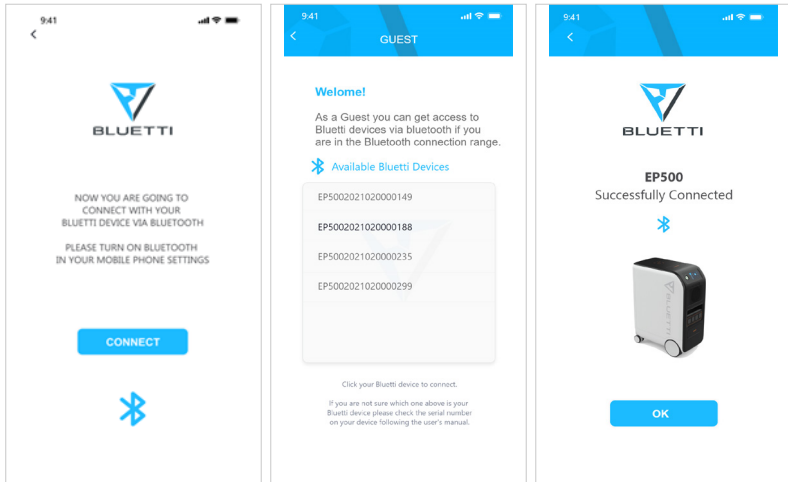 9:41
BLUETTI
NOW YOU ARE GOING TO
CONNECT WITH YOUR
BLUETTI DEVICE VIA BLUETOOTH
PLEASE TURN ON BLUETOOTH
IN YOUR MOBILE PHONE SETTINGS
CONNECT
9:41
GUEST
Welome!
As a Guest you can get access to
Bluetti devices via bluetooth if you
are in the Bluetooth connection range.
Available Bluetti Devices
EP5002021020000149
EP5002021020000188
EP5002021020000235
EP5002021020000299
Click your Bluetti device to connect.
If you are not sure which one above is your
Bluetti device please check the serial number
on your device following the user's manual.
9:41
BLUETTI
EP500
Successfully Connected
BLUETTI
OK